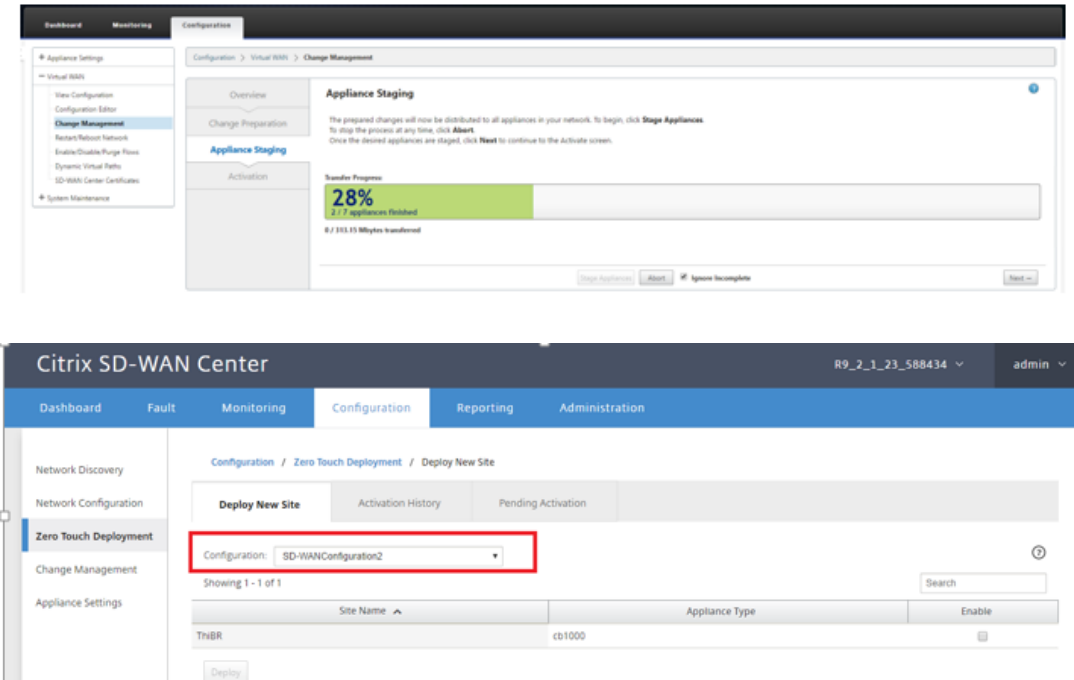 Dashboard Monitoring Configuration
+ Appliance Settings
− Virtual WAN
View Configuration
Configuration Editor
Change Management
Restart/Reboot Network
Enable/Disable/Purge Flows
Dynamic Virtual Paths
SD-WAN Center Certificates
+ System Maintenance
Configuration > Virtual WAN > Change Management
Overview
Change Preparation
Appliance Staging
Activation
Appliance Staging
The prepared changes will now be distributed to all appliances in your network. To begin, click Stage Appliances.
To stop the process at any time, click Abort.
Once the desired appliances are staged, click Next to continue to the Activate screen.
Transfer Progress:
28%
2 / 7 appliances finished
0 / 313.15 Mbytes transferred
Stage Appliances Abort Ignore Incomplete Next
Citrix SD-WAN Center R9_2_1_23_588434 admin
Dashboard Fault Monitoring Configuration Reporting Administration
Network Discovery
Network Configuration
Zero Touch Deployment
Change Management
Appliance Settings
Configuration / Zero Touch Deployment / Deploy New Site
Deploy New Site Activation History Pending Activation
Configuration: SD-WANConfiguration2
Showing 1 - 1 of 1 Search
Site Name Appliance Type Enable
ThiBR cb1000
Deploy